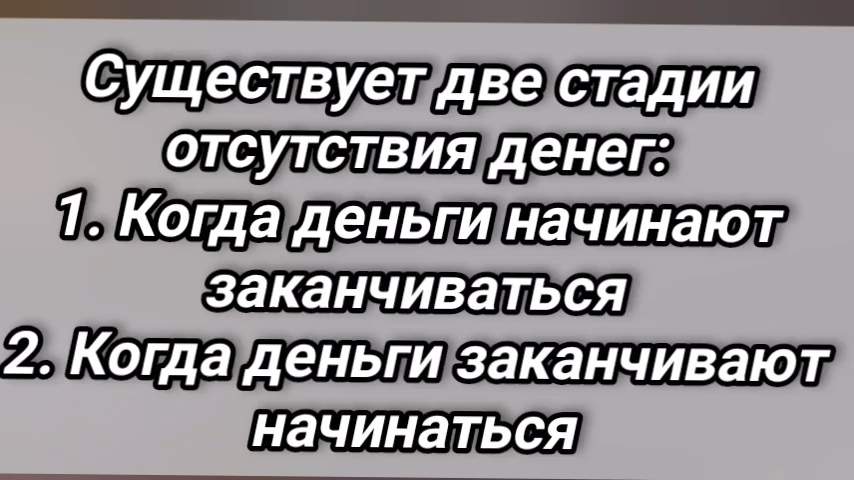 Существует две стадии
отсутствия денег:
1. Когда деньги начинают
заканчиваться
2. Когда деньги заканчивают
начинаться